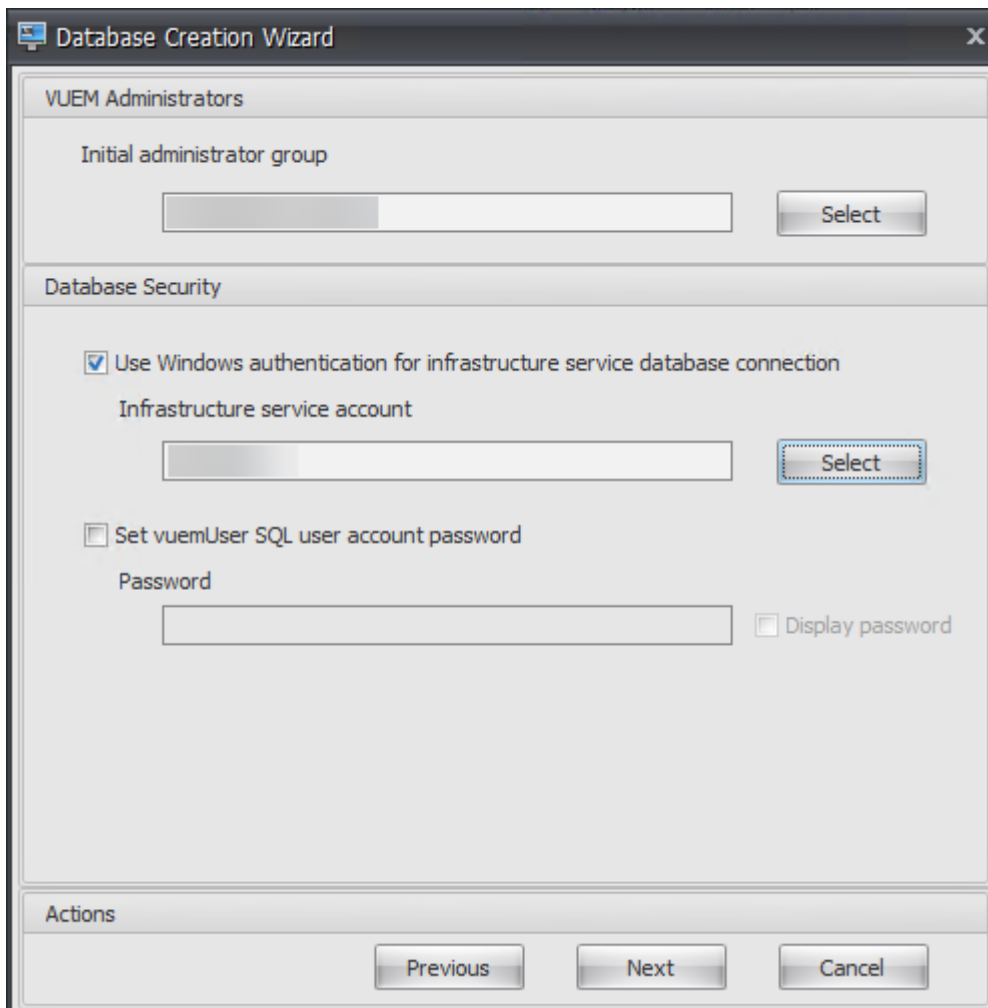 Database Creation Wizard
VUEM Administrators
Initial administrator group
Select
Database Security
Use Windows authentication for infrastructure service database connection
Infrastructure service account
Select
Set vuemUser SQL user account password
Password
Display password
Actions
Previous Next Cancel